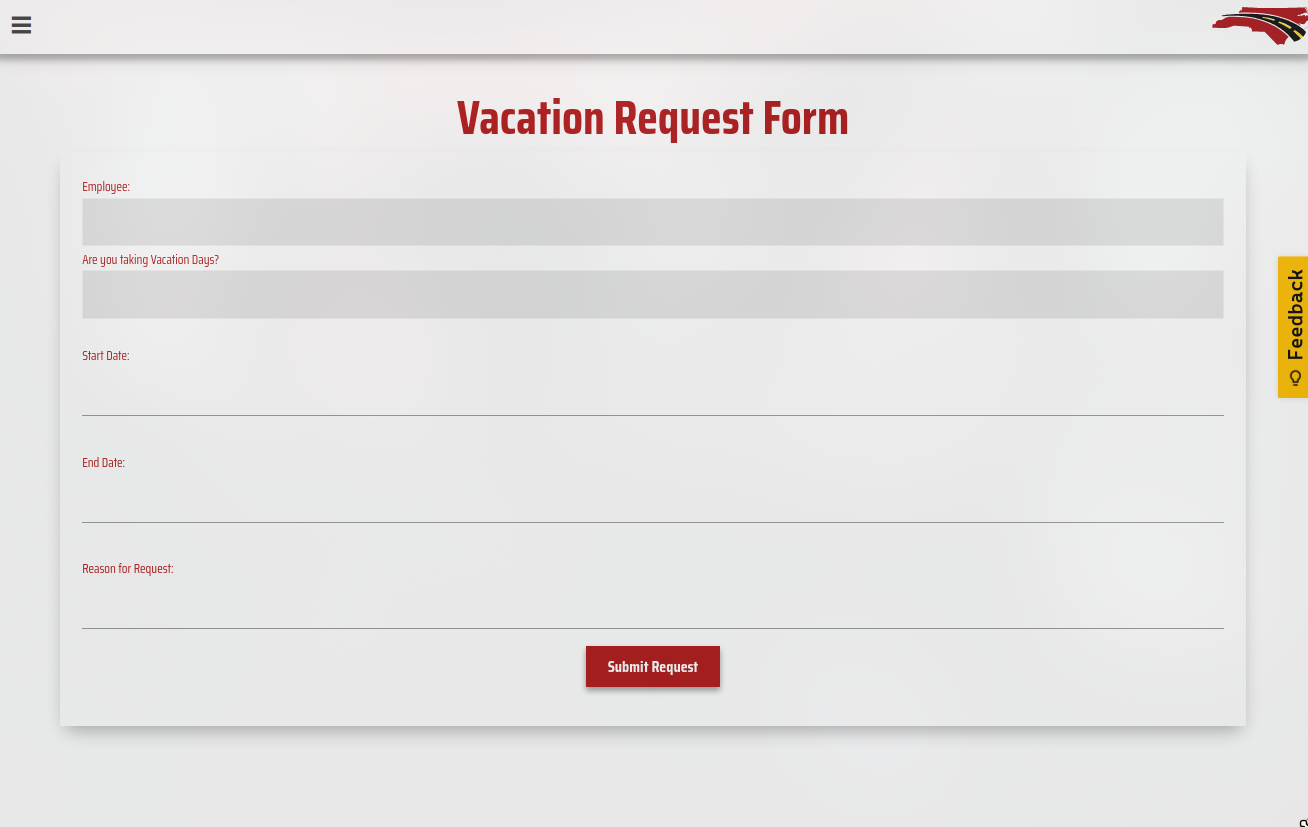 Vacation Request Form
Employee:
Are you taking Vacation Days?
Start Date:
End Date:
Reason for Request:
Submit Request
Feedback